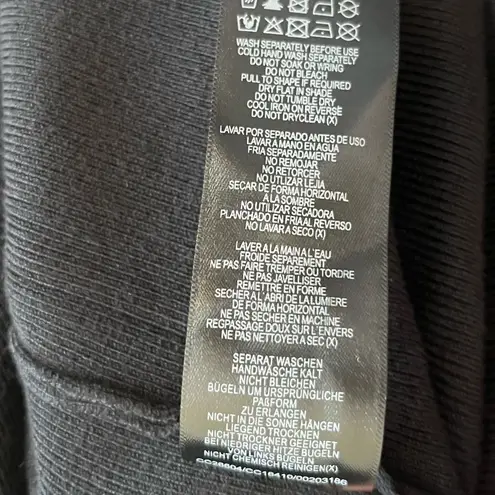 WASH SEPARATELY BEFORE USE
COLD HAND WASH SEPARATELY
DO NOT SOAK OR WRING
DO NOT BLEACH
PULL TO SHAPE IF REQUIRED
DRY FLAT IN SHADE
DO NOT TUMBLE DRY
COOL IRON ON REVERSE
DO NOT DRYCLEAN (X)
LAVAR POR SEPARADO ANTES DE USO
LAVAR A MANO EN AGUA
FRIA SEPARADAMENTE
NO REMOJAR
NO RETORCER
NO UTILIZAR LEJIA
SECAR DE FORMA HORIZONTAL
A LA SOMBRE
NO UTILIZAR SECADORA
PLANCHADO EN FRIA AL REVERSO
NO LAVAR A SECO (X)
LAVER A LA MAIN A L'EAU
FROIDE SEPAREMENT
NE PAS FAIRE TREMPER OU TORDRE
NE PAS JAVELLISER
REMETTRE EN FORME
SECHER A L'ABRI DE LA LUMIERE
DE FORMA HORIZONTAL
NE PAS SECHER EN MACHINE
REGPASSAGE DOUX SUR L'ENVERS
NE PAS NETTOYER A SEC (X)
SEPARAT WASCHEN
HANDWÄSCHE KALT
NICHT BLEICHEN
BÜGELN UM URSPRÜNGLICHE
PAßFORM
ZU ERLANGEN
NICHT IN DIE SONNE HÄNGEN
LIEGEND TROCKNEN
NICHT TROCKNER GEEIGNET
BEI NIEDRIGER HITZE BÜGELN
VON LINKS BÜGELN
NICHT CHEMISCH REINIGEN(X)